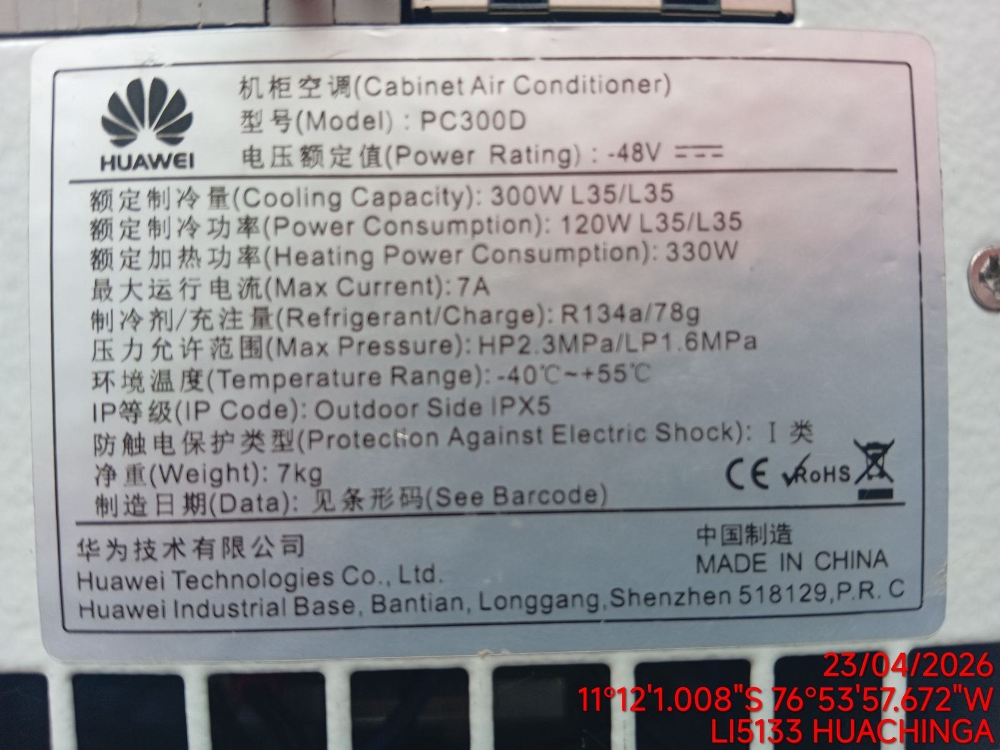 HUAWEI
机柜空调(Cabinet Air Conditioner)
型号(Model) : PC300D
电压额定值(Power Rating) : -48V
额定制冷量(Cooling Capacity): 300W L35/L35
额定制冷功率(Power Consumption): 120W L35/L35
额定加热功率(Heating Power Consumption): 330W
最大运行电流(Max Current): 7A
制冷剂/充注量(Refrigerant/Charge): R134a/78g
压力允许范围(Max Pressure): HP2.3MPa/LP1.6MPa
环境温度(Temperature Range): -40℃~+55℃
IP等级(IP Code): Outdoor Side IPX5
防触电保护类型(Protection Against Electric Shock): I 类
净重(Weight): 7kg
制造日期(Data): 见条形码(See Barcode)
CE RoHS
华为技术有限公司
Huawei Technologies Co., Ltd.
Huawei Industrial Base, Bantian, Longgang,Shenzhen 518129,P.R. C
中国制造
MADE IN CHINA
23/04/2026
11°12'1.008"S 76°53'57.672"W
LI5133 HUACHINGA